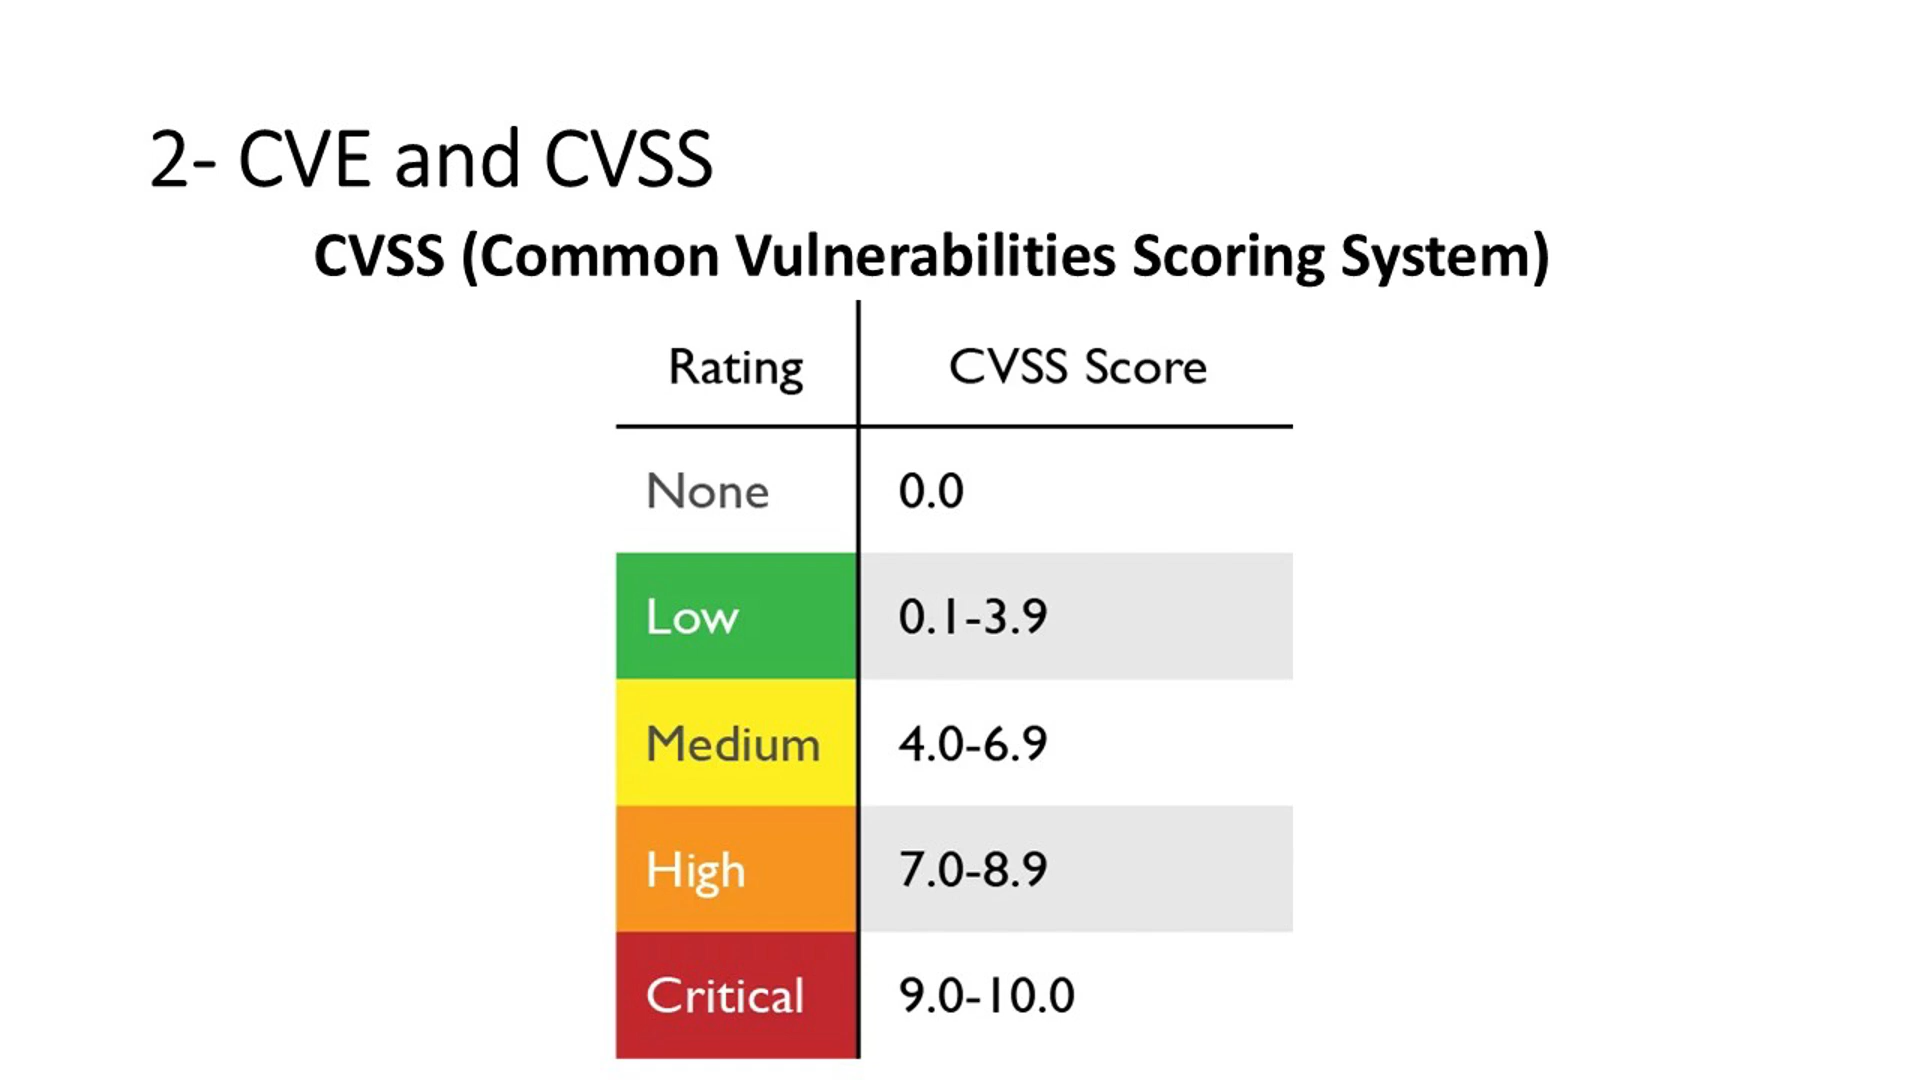 2- CVE and CVSS
CVSS (Common Vulnerabilities Scoring System)
Rating CVSS Score
None 0.0
Low 0.1-3.9
Medium 4.0-6.9
High 7.0-8.9
Critical 9.0-10.0